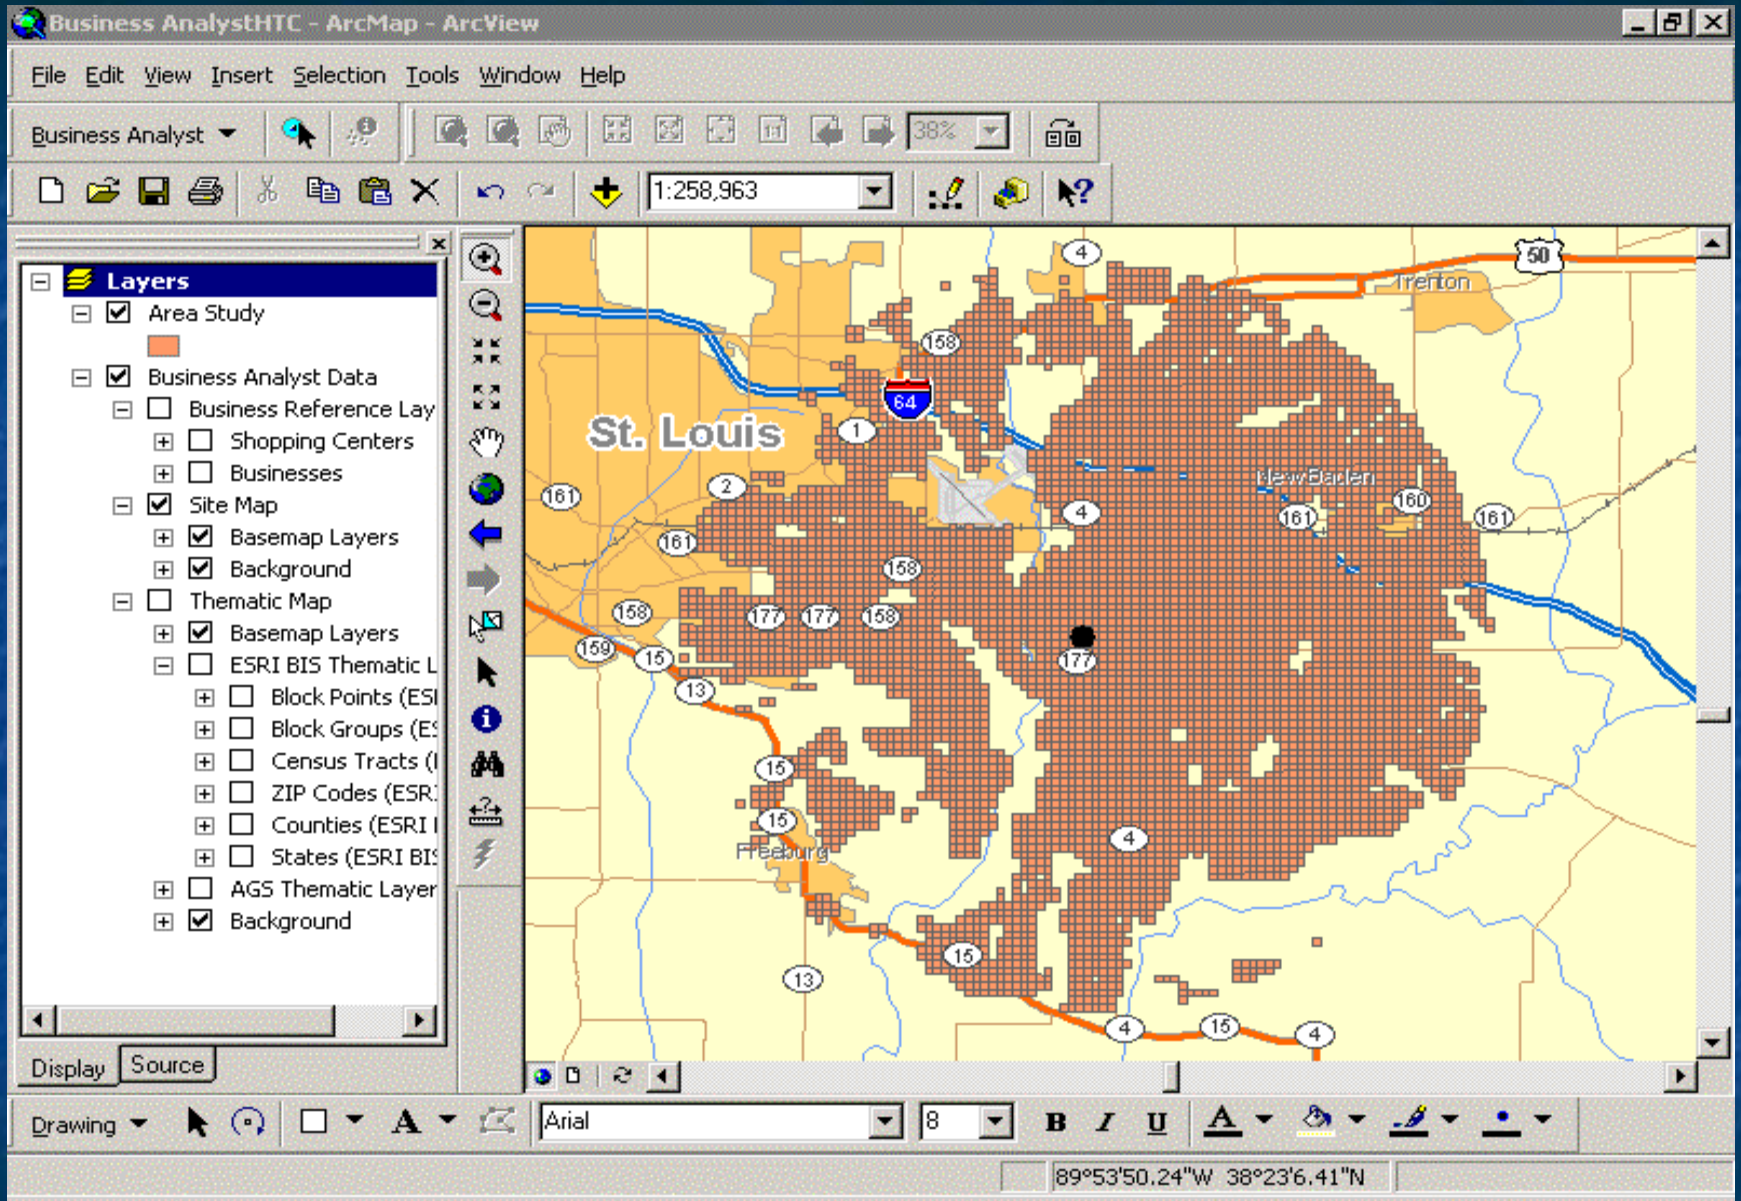 Business AnalystHTC - ArcMap - ArcView
File Edit View Insert Selection Tools Window Help
Business Analyst
1:1
38%
1:258,963
Layers
Area Study
Business Analyst Data
Business Reference Lay
Shopping Centers
Businesses
Site Map
Basemap Layers
Background
Thematic Map
Basemap Layers
ESRI BIS Thematic L
Block Points (ESI
Block Groups (E
Census Tracts (
ZIP Codes (ESR
Counties (ESRI
States (ESRI BI
AGS Thematic Layer
Background
Display Source
4
50
Trenton
158
64
St. Louis
1
2
161
New Baden
160
4
161
161
161
158
158
177
177
158
159
15
177
13
15
15
4
Freeburg
15
13
4
15
4
Drawing
A
Arial
8
B I U A
89°53'50.24"W 38°23'6.41"N